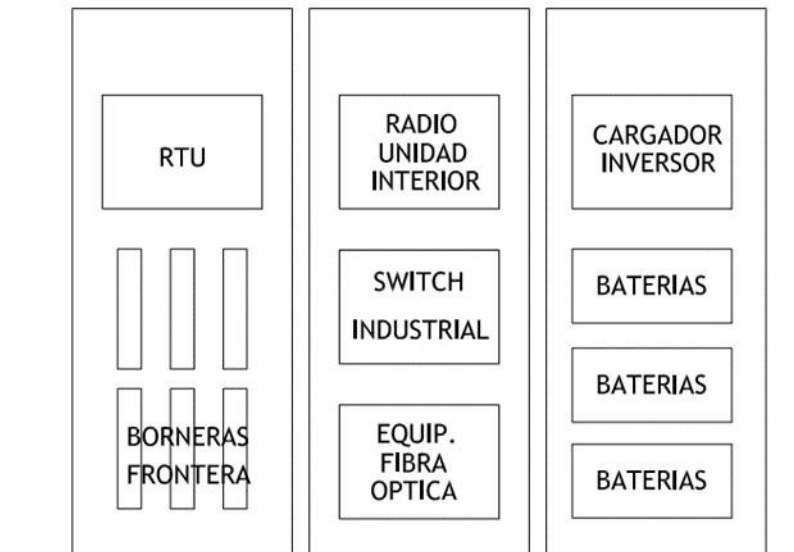 RTU
BORNERAS
FRONTERA
RADIO
UNIDAD
INTERIOR
SWITCH
INDUSTRIAL
EQUIP.
FIBRA
OPTICA
CARGADOR
INVERSOR
BATERIAS
BATERIAS
BATERIAS